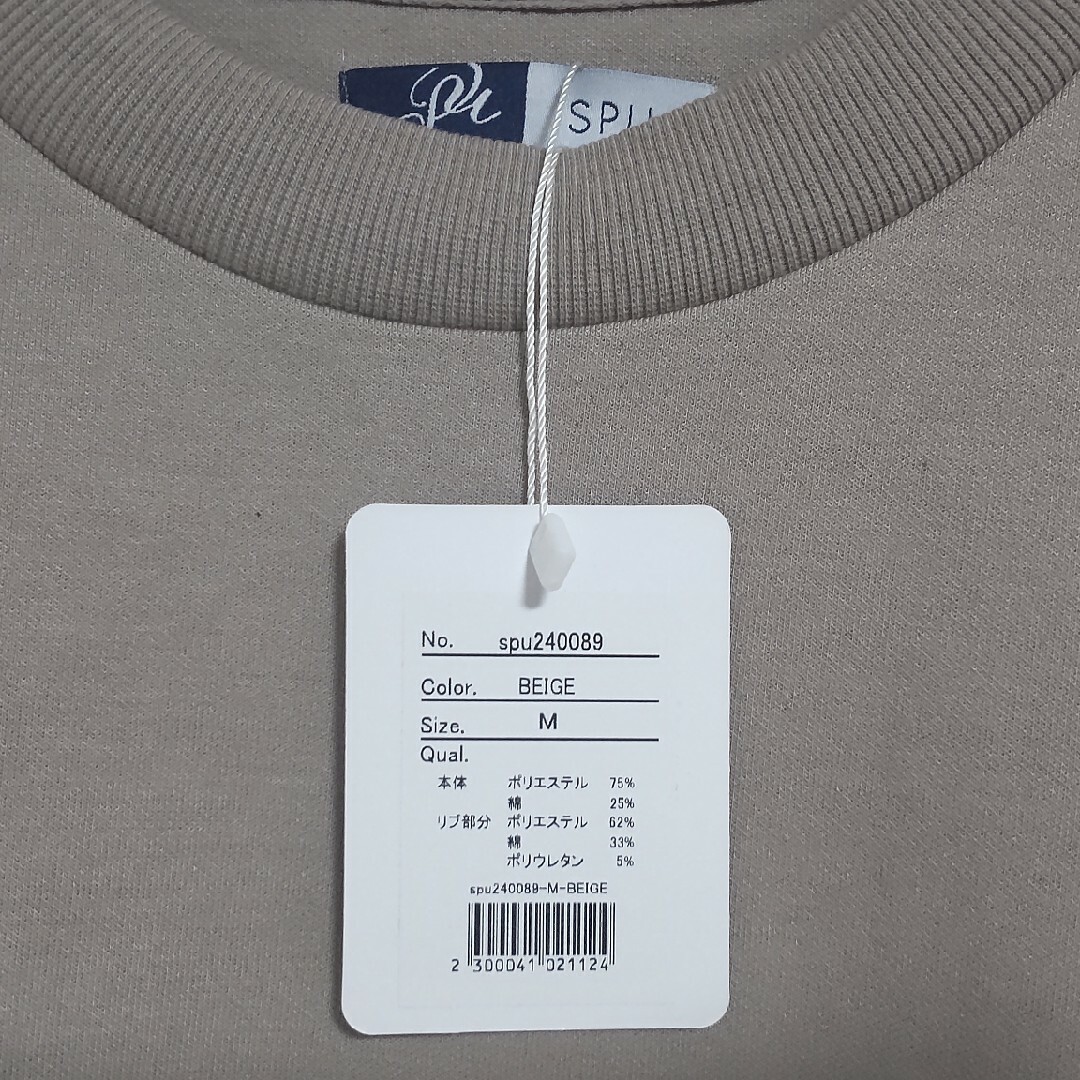 SPU
No. spu240089
Color. BEIGE
Size. M
Qual.
本体 ポリエステル 75%
綿 25%
リブ部分 ポリエステル 62%
綿 33%
ポリウレタン 5%
spu240089-M-BEIGE
2 300041 021124